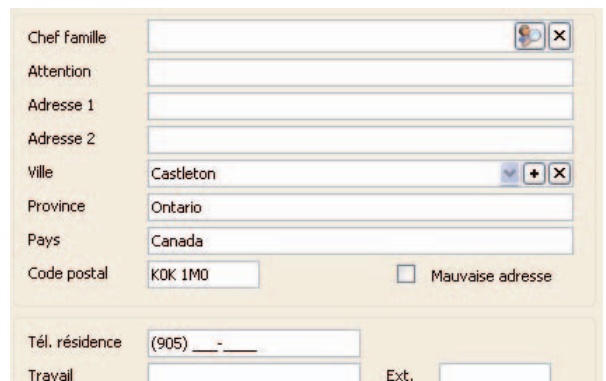 Chef famille
Attention
Adresse 1
Adresse 2
Ville Castleton
Province Ontario
Pays Canada
Code postal K0K 1M0 Mauvaise adresse
Tél. résidence (905) ___-____
Travail Ext.